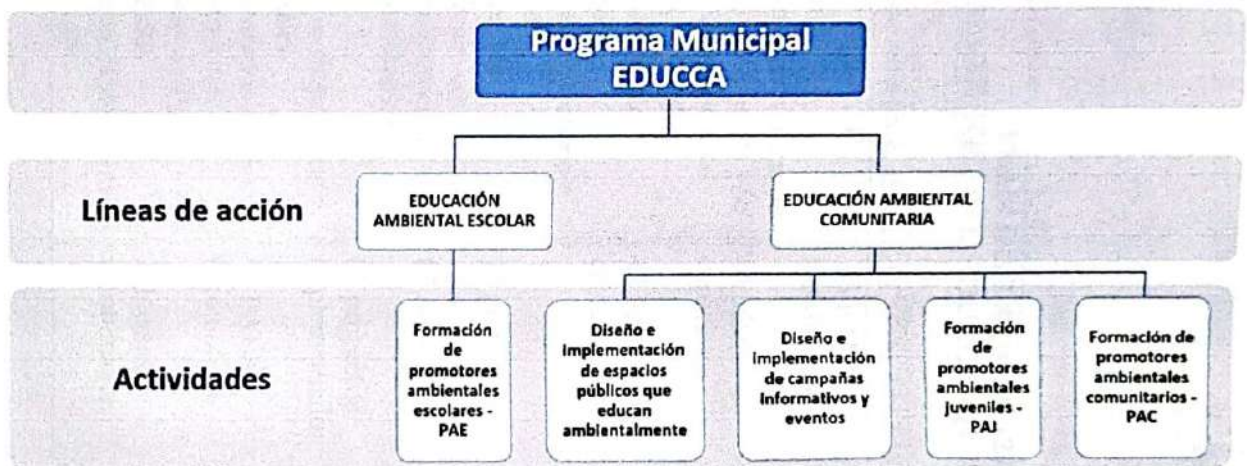 Programa Municipal
EDUCCA
Líneas de acción
EDUCACIÓN
AMBIENTAL ESCOLAR
EDUCACIÓN AMBIENTAL
COMUNITARIA
Actividades
Formación
de
promotores
ambientales
escolares -
PAE
Diseño e
implementación
de espacios
públicos que
educan
ambientalmente
Diseño e
implementación
de campañas
informativos y
eventos
Formación
de
promotores
ambientales
juveniles -
PAJ
Formación de
promotores
ambientales
comunitarios -
PAC